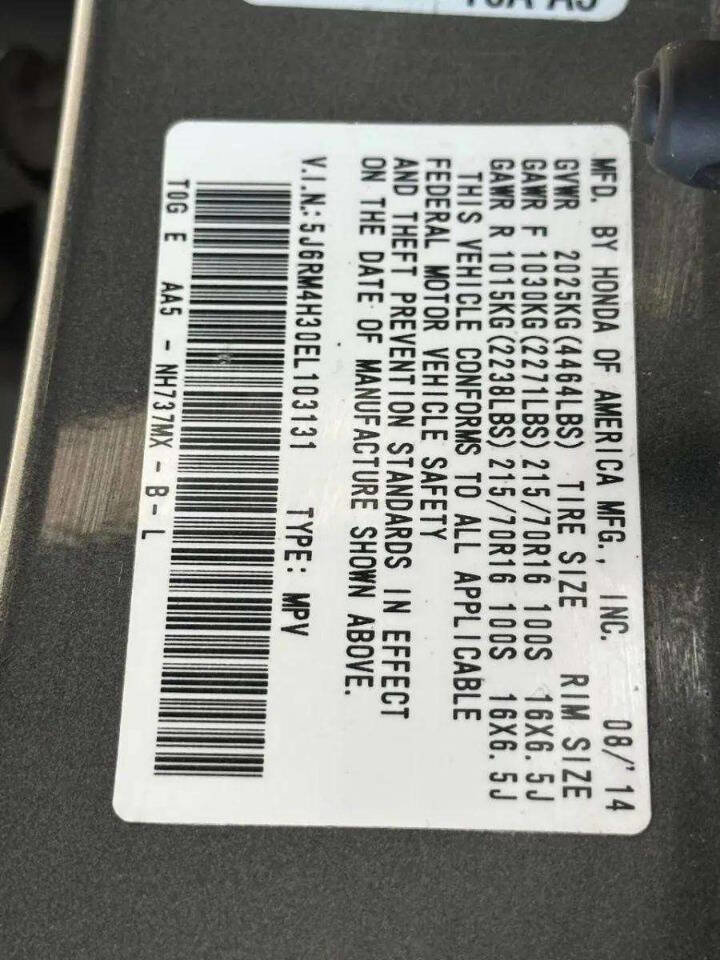 MFD. BY HONDA OF AMERICA MFG., INC. 08/'14
GVWR 2025KG(4464LBS) TIRE SIZE RIM SIZE
GAWR F 1030KG(2271LBS) 215/70R16 100S 16X6.5J
GAWR R 1015KG(2238LBS) 215/70R16 100S 16X6.5J
THIS VEHICLE CONFORMS TO ALL APPLICABLE
FEDERAL MOTOR VEHICLE SAFETY
AND THEFT PREVENTION STANDARDS IN EFFECT
ON THE DATE OF MANUFACTURE SHOWN ABOVE.
V.I.N.:5J6RM4H30EL103131 TYPE: MPV
T0G E AA5 - NH737MX - B - L